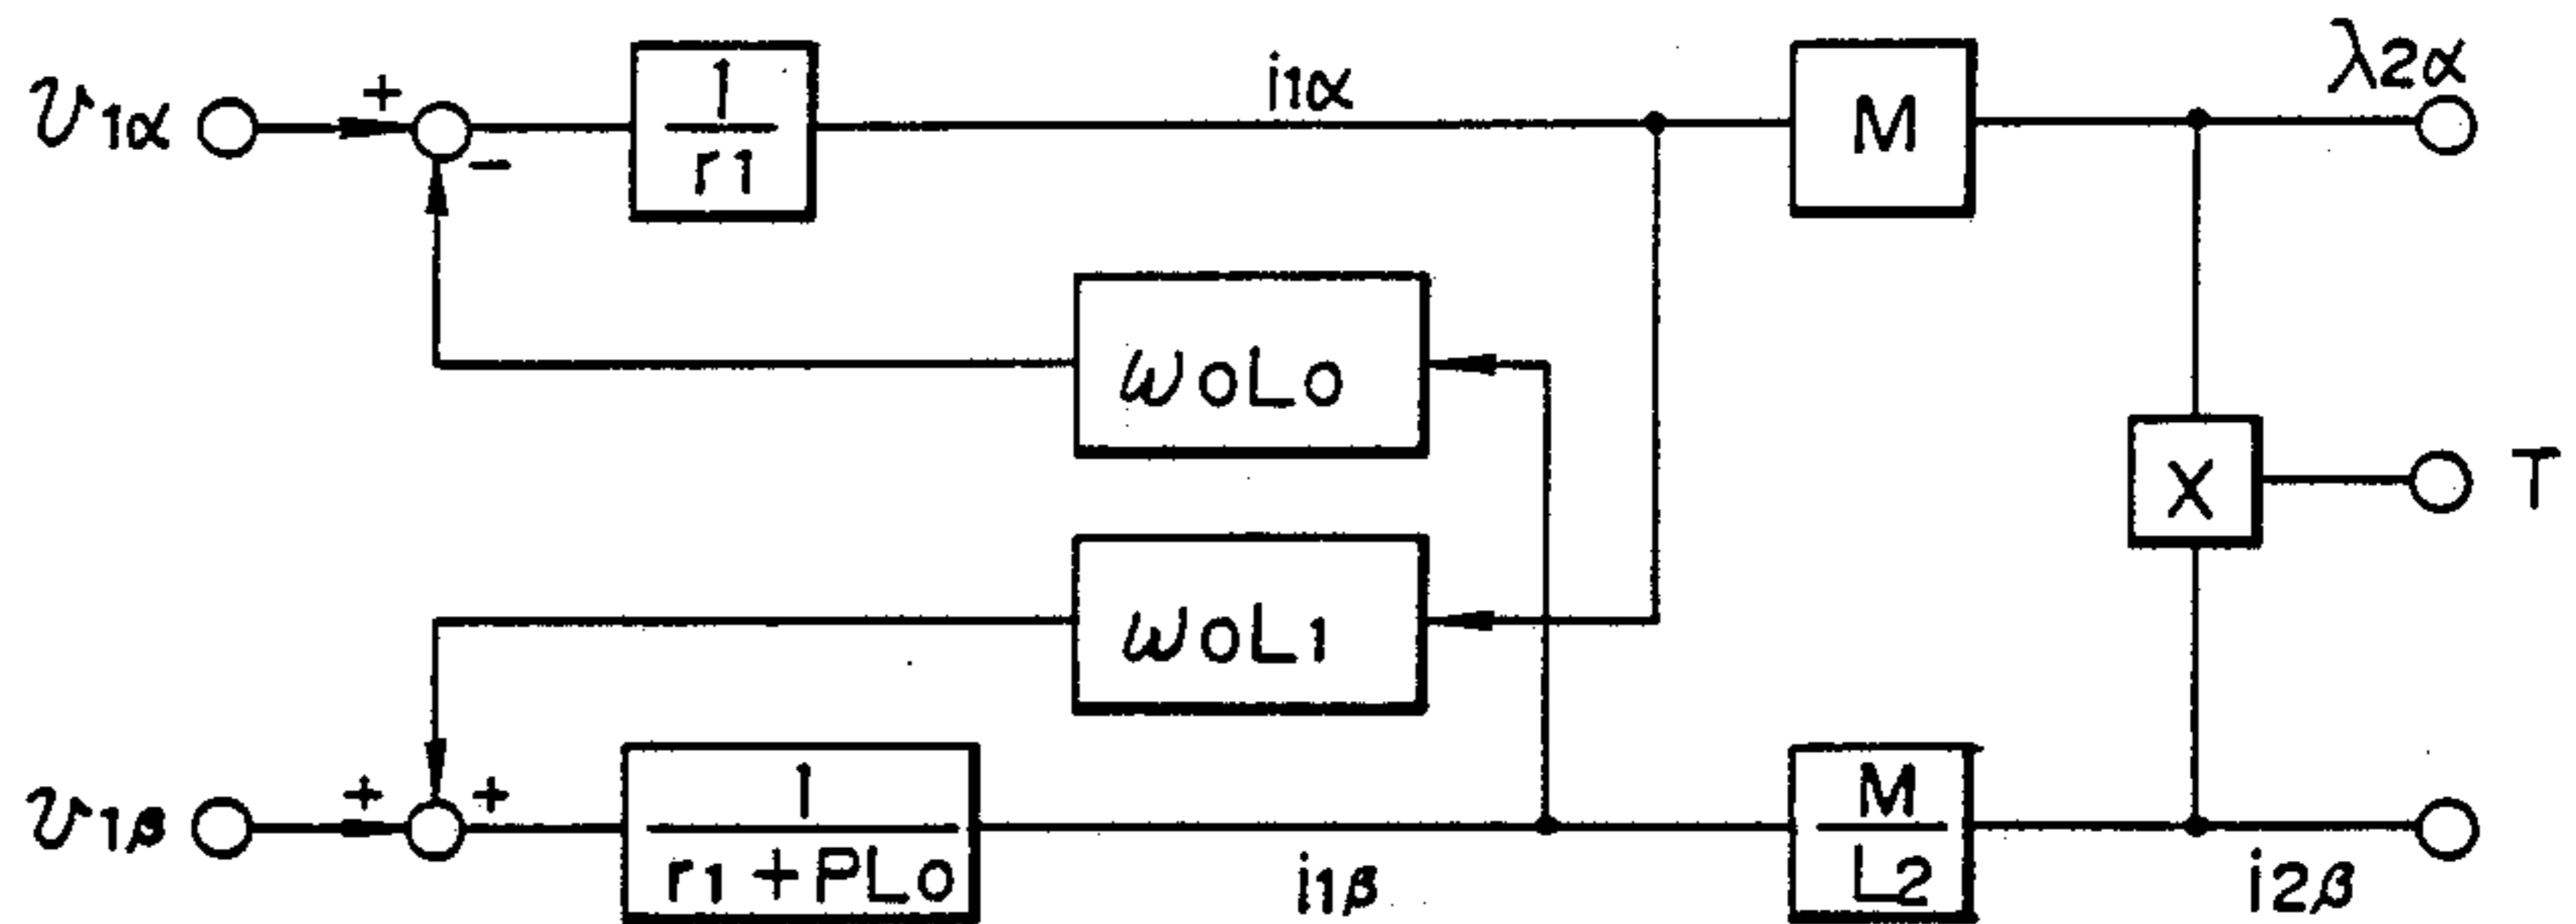 v1α
+
−
1
r1
i1α
M
λ2α
ωoLo
X
T
ωoL1
v1β
+
+
1
r1+PLo
i1β
M
L2
i2β